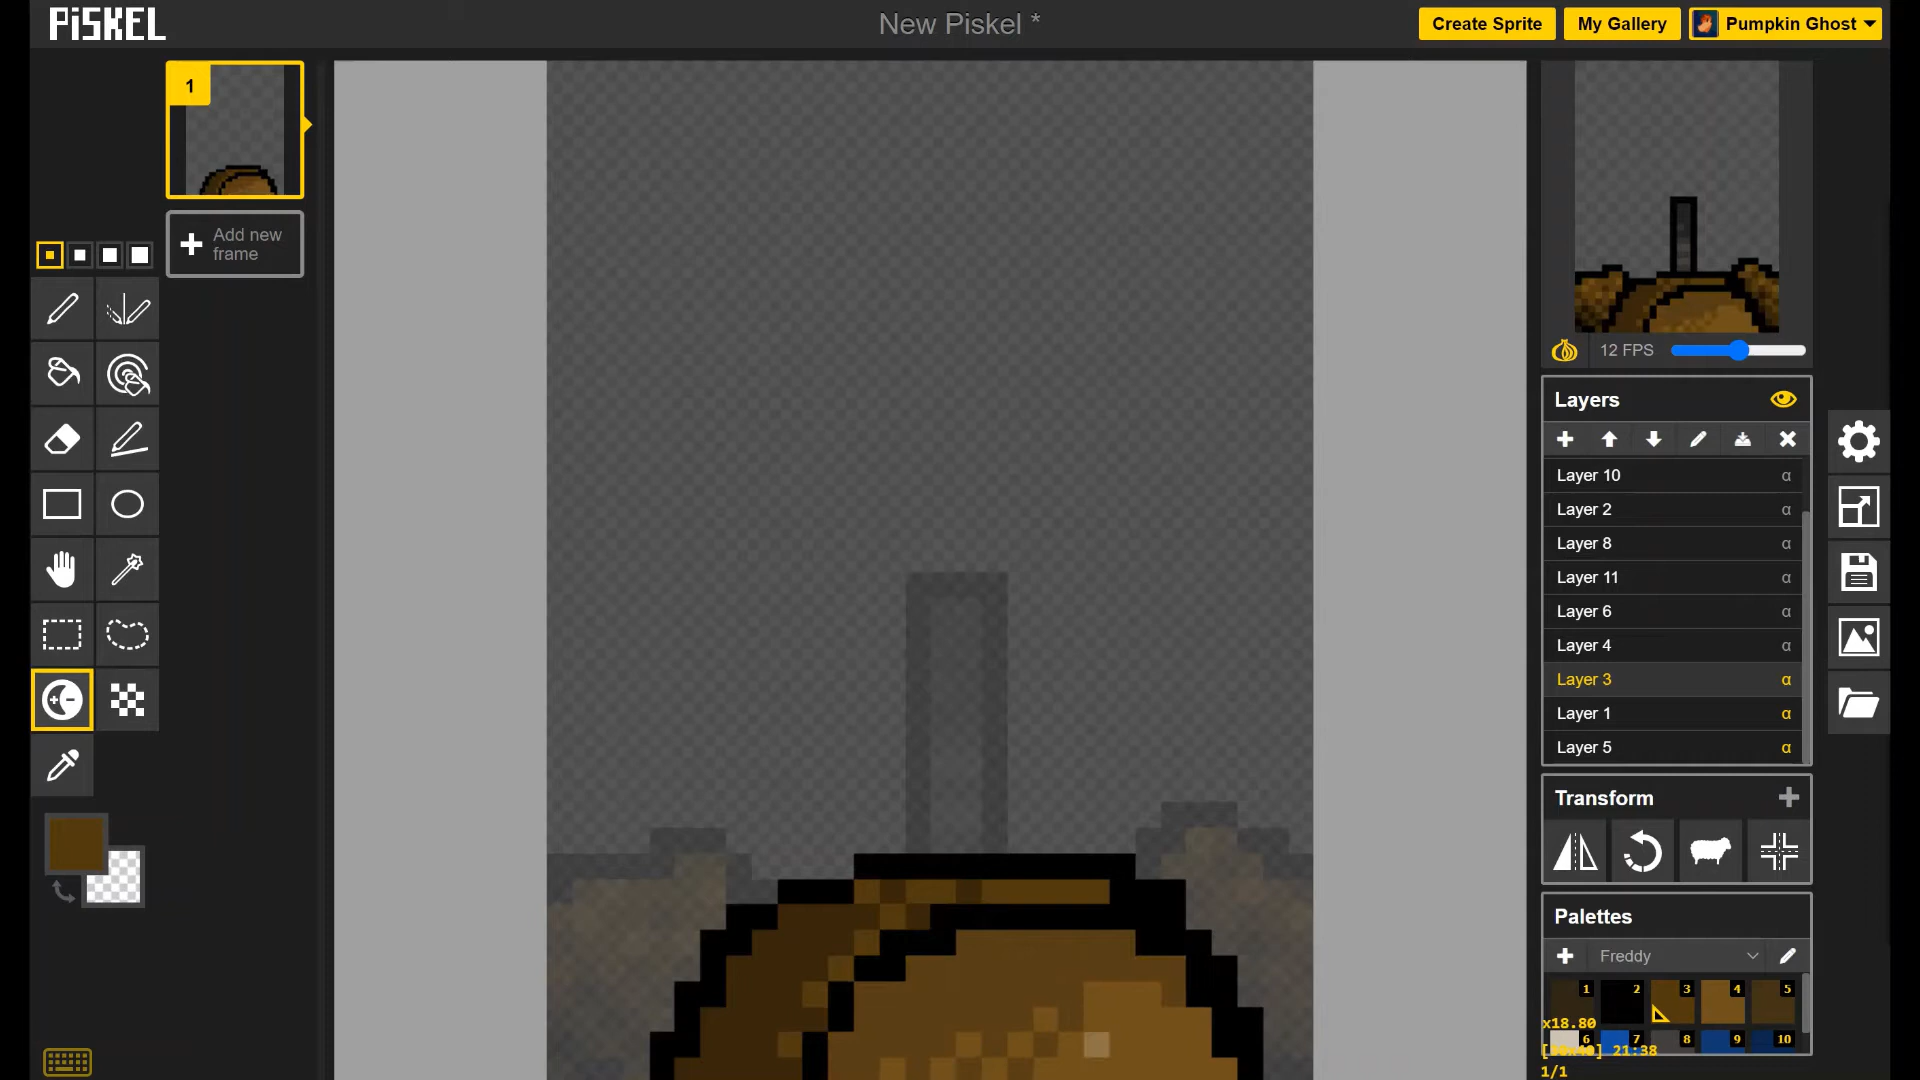 PiSKEL
New Piskel *
Create Sprite
My Gallery
Pumpkin Ghost
1
Add new
frame
12 FPS
Layers
Layer 10 α
Layer 2 α
Layer 8 α
Layer 11 α
Layer 6 α
Layer 4 α
Layer 3 α
Layer 1 α
Layer 5 α
Transform
Palettes
Freddy
1 2 3 4 5
x18.80
6 7 8 9 10
21:38
1/1